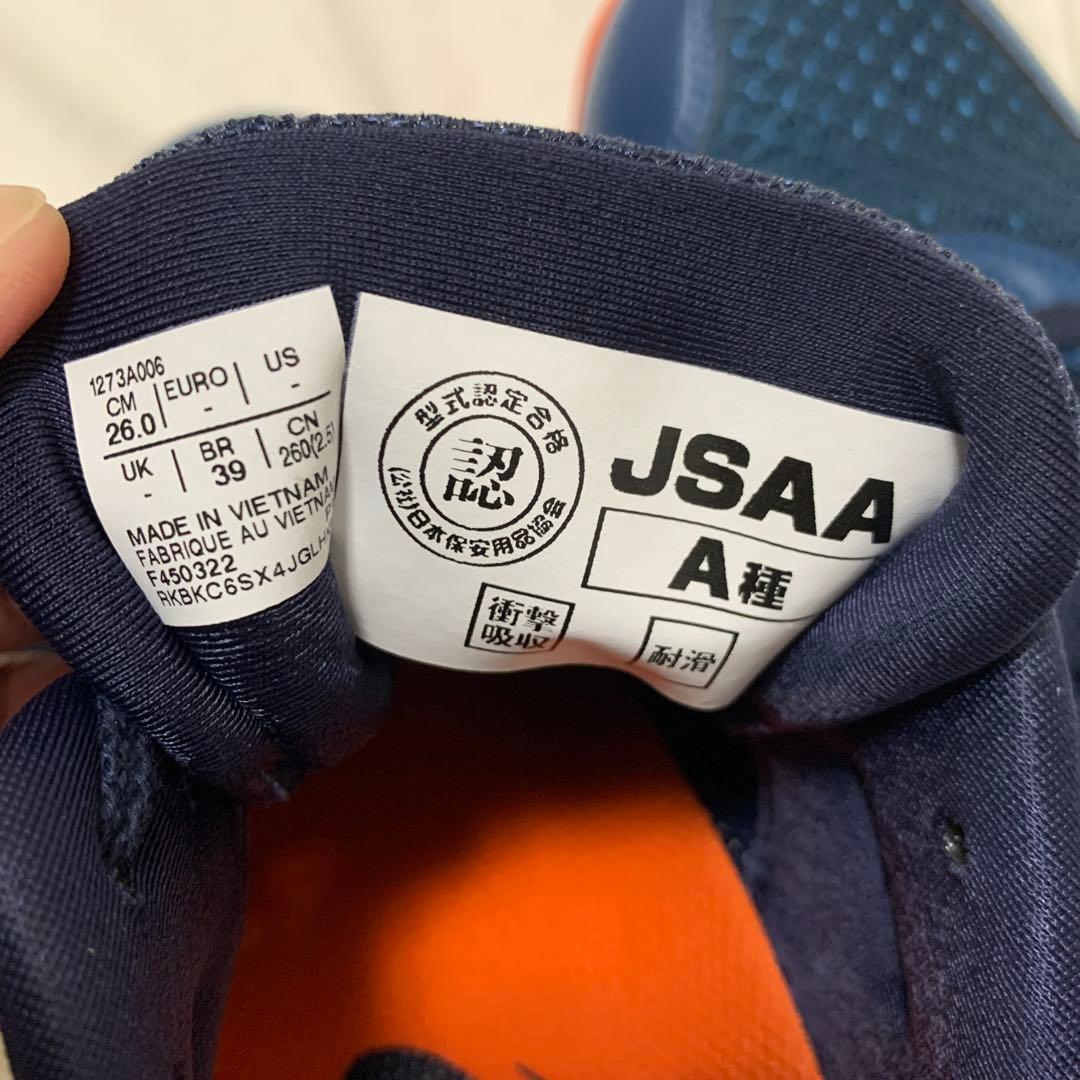 1273A006
CM EURO US
26.0 - -
UK BR CN
- 39 260(2.5)
MADE IN VIETNAM
FABRIQUE AU VIETNAM
F450322
型式認定合格
認
(公社)日本保安用品協会
JSAA
A種
衝撃
吸収
耐滑